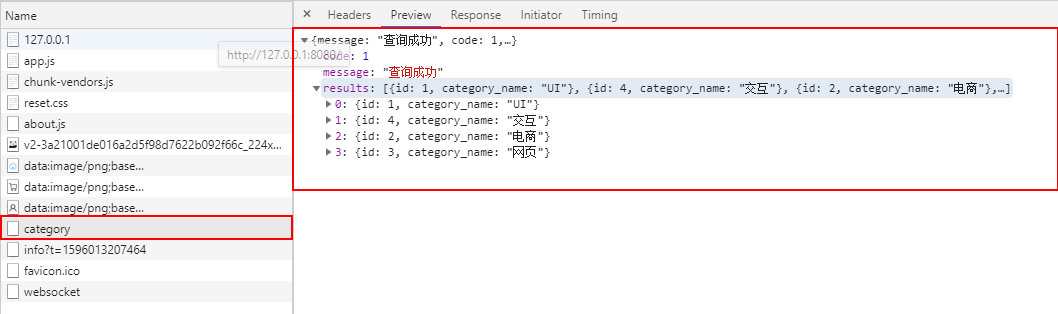 Name
127.0.0.1
http://127.0.0.1:8080/
app.js
chunk-vendors.js
reset.css
about.js
v2-3a21001de016a2d5f98d7622b092f66c_224x...
data:image/png;base...
data:image/png;base...
data:image/png;base...
category
info?t=1596013207464
favicon.ico
websocket
× Headers Preview Response Initiator Timing
▼{message: "查询成功", code: 1,…}
code: 1
message: "查询成功"
▼results: [{id: 1, category_name: "UI"}, {id: 4, category_name: "交互"}, {id: 2, category_name: "电商"},…]
▶0: {id: 1, category_name: "UI"}
▶1: {id: 4, category_name: "交互"}
▶2: {id: 2, category_name: "电商"}
▶3: {id: 3, category_name: "网页"}